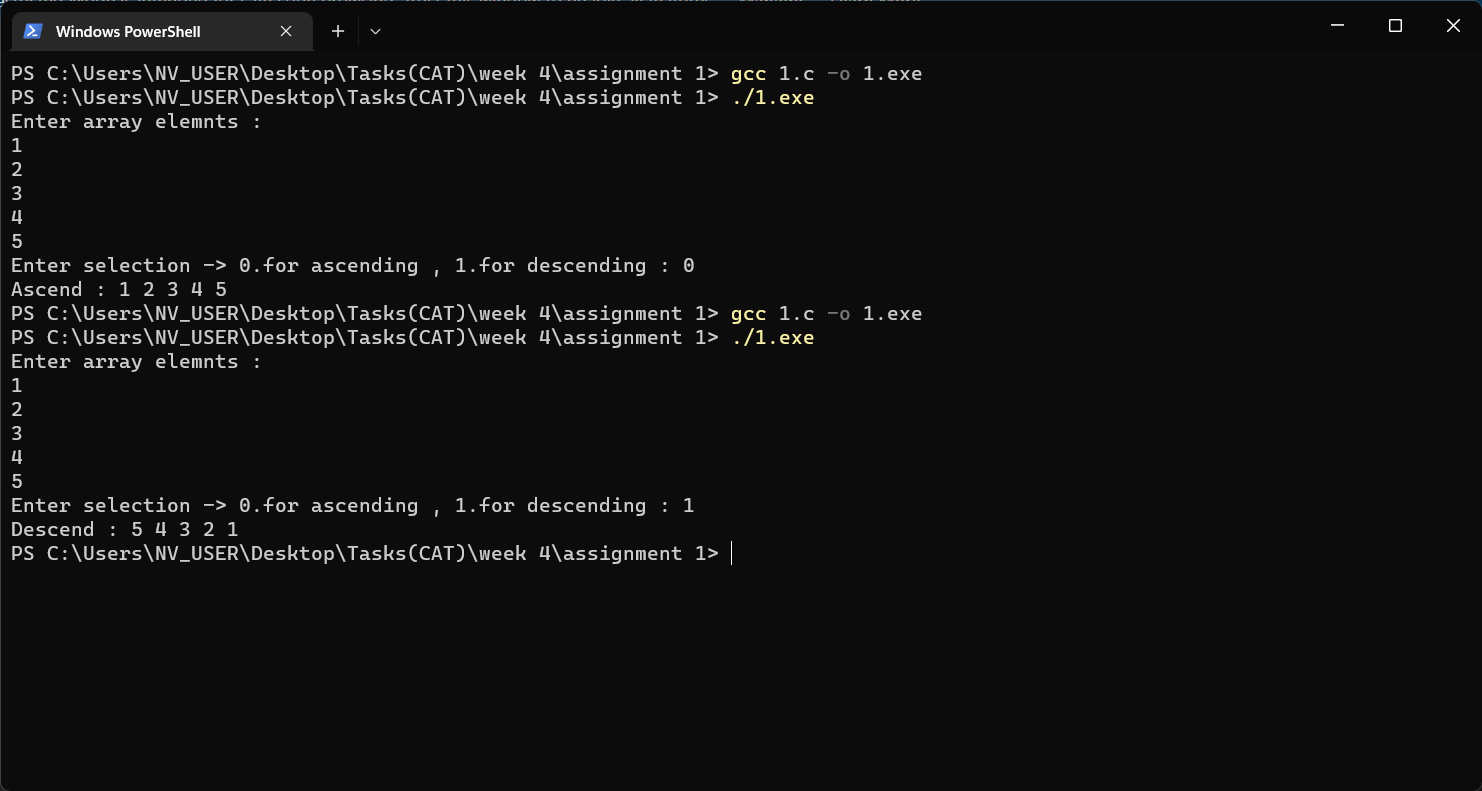 Windows PowerShell
PS C:\Users\NV_USER\Desktop\Tasks(CAT)\week 4\assignment 1> gcc 1.c -o 1.exe
PS C:\Users\NV_USER\Desktop\Tasks(CAT)\week 4\assignment 1> ./1.exe
Enter array elemnts :
1
2
3
4
5
Enter selection -> 0.for ascending , 1.for descending : 0
Ascend : 1 2 3 4 5
PS C:\Users\NV_USER\Desktop\Tasks(CAT)\week 4\assignment 1> gcc 1.c -o 1.exe
PS C:\Users\NV_USER\Desktop\Tasks(CAT)\week 4\assignment 1> ./1.exe
Enter array elemnts :
1
2
3
4
5
Enter selection -> 0.for ascending , 1.for descending : 1
Descend : 5 4 3 2 1
PS C:\Users\NV_USER\Desktop\Tasks(CAT)\week 4\assignment 1>